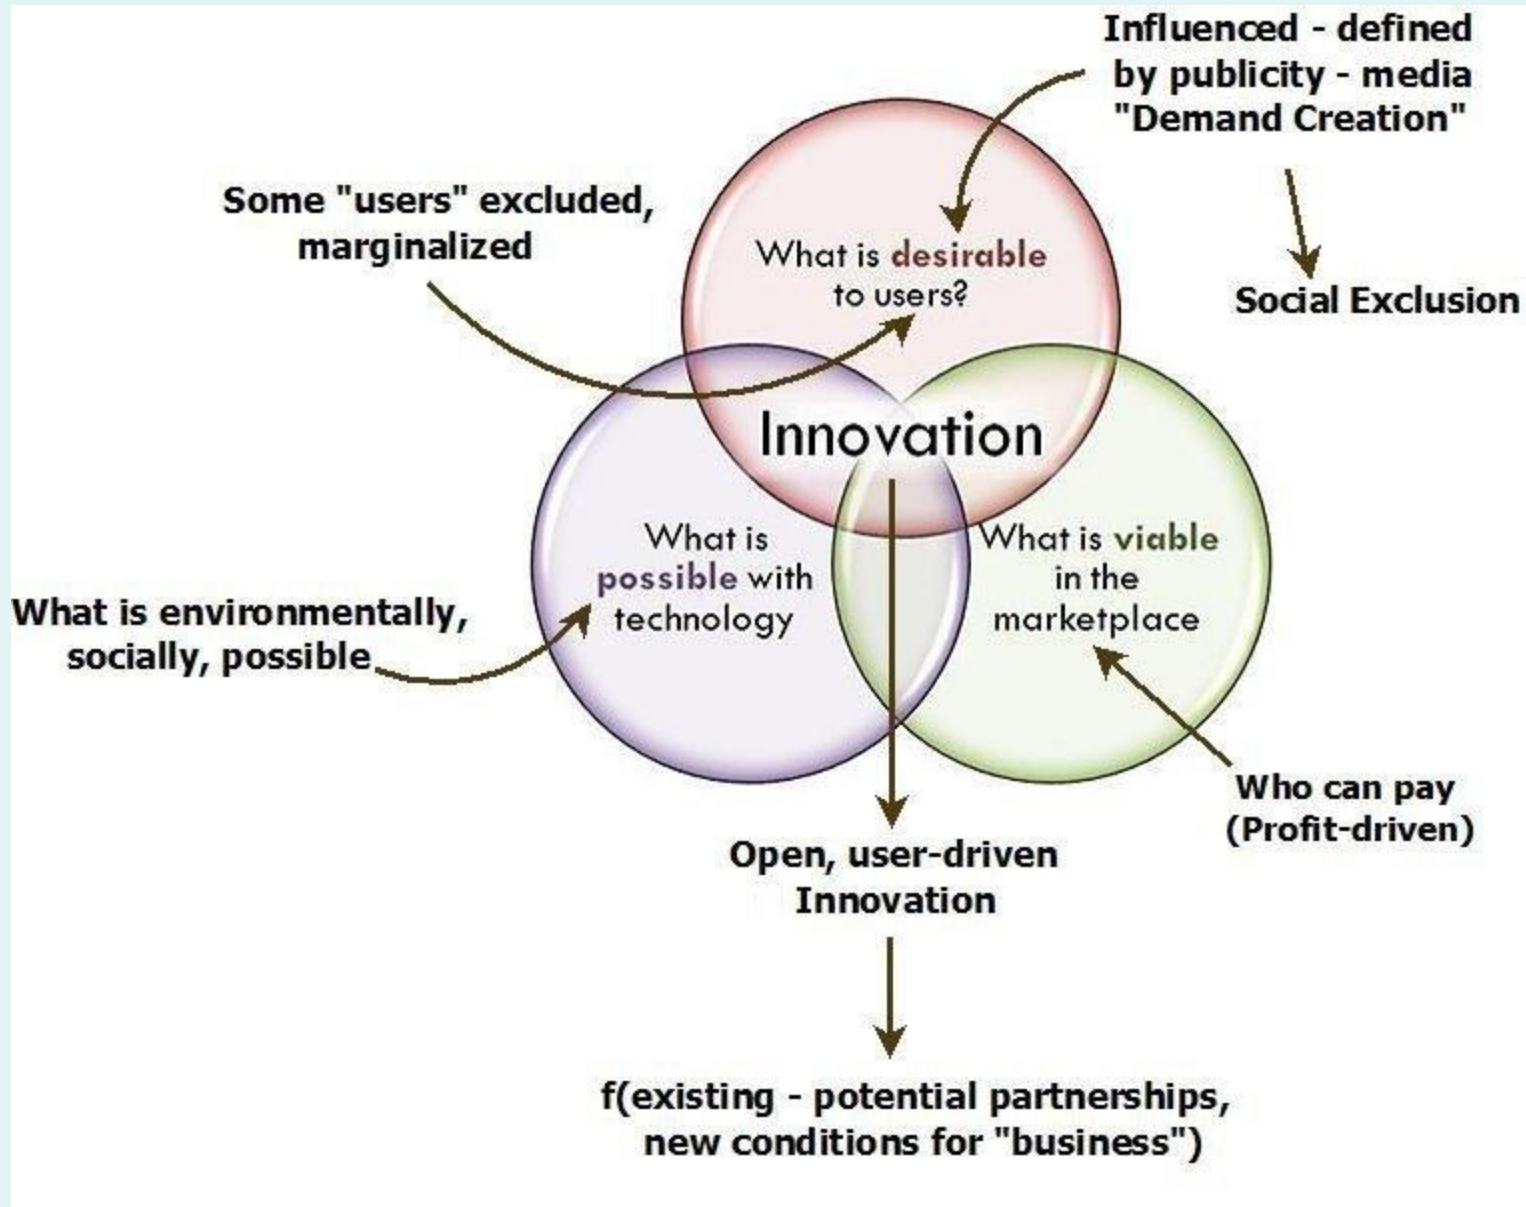 Influenced - defined
by publicity - media
"Demand Creation"
Some "users" excluded,
marginalized
What is desirable
to users?
Social Exclusion
Innovation
What is
possible with
technology
What is viable
in the
marketplace
What is environmentally,
socially, possible
Who can pay
(Profit-driven)
Open, user-driven
Innovation
f(existing - potential partnerships,
new conditions for "business")